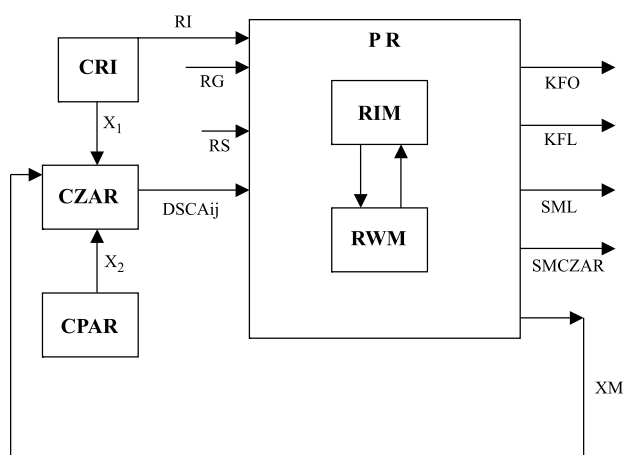 RI
P R
CRI
RG
KFO
RIM
X1
RS
KFL
CZAR
DSCAij
SML
RWM
X2
SMCZAR
CPAR
XM